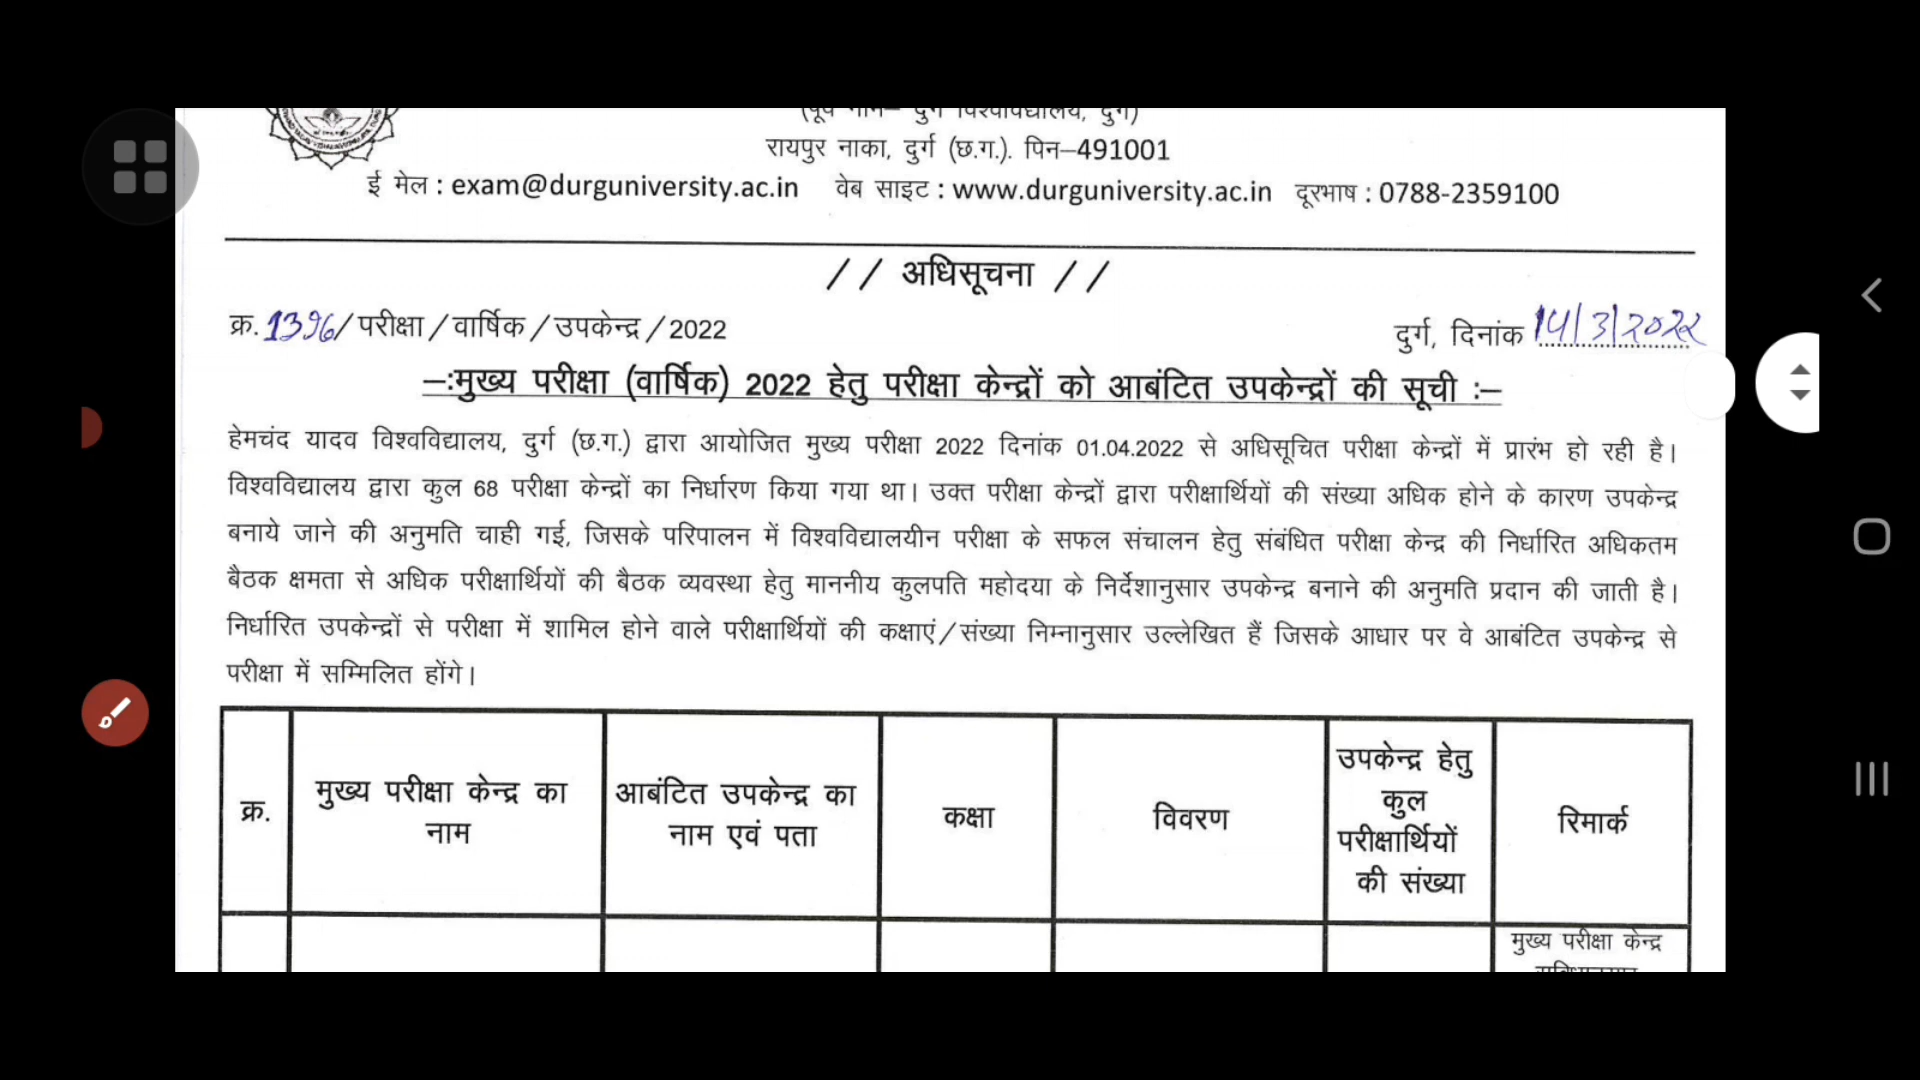 (पूर्व नाम– दुर्ग विश्वविद्यालय, दुर्ग)
रायपुर नाका, दुर्ग (छ.ग.). पिन–491001
ई मेल : exam@durguniversity.ac.in वेब साइट : www.durguniversity.ac.in दूरभाष : 0788-2359100
// अधिसूचना //
क्र. 1396/परीक्षा/वार्षिक/उपकेन्द्र/2022 दुर्ग, दिनांक 14/3/2022
–:मुख्य परीक्षा (वार्षिक) 2022 हेतु परीक्षा केन्द्रों को आबंटित उपकेन्द्रों की सूची :–
हेमचंद यादव विश्वविद्यालय, दुर्ग (छ.ग.) द्वारा आयोजित मुख्य परीक्षा 2022 दिनांक 01.04.2022 से अधिसूचित परीक्षा केन्द्रों में प्रारंभ हो रही है।
विश्वविद्यालय द्वारा कुल 68 परीक्षा केन्द्रों का निर्धारण किया गया था। उक्त परीक्षा केन्द्रों द्वारा परीक्षार्थियों की संख्या अधिक होने के कारण उपकेन्द्र
बनाये जाने की अनुमति चाही गई, जिसके परिपालन में विश्वविद्यालयीन परीक्षा के सफल संचालन हेतु संबंधित परीक्षा केन्द्र की निर्धारित अधिकतम
बैठक क्षमता से अधिक परीक्षार्थियों की बैठक व्यवस्था हेतु माननीय कुलपति महोदया के निर्देशानुसार उपकेन्द्र बनाने की अनुमति प्रदान की जाती है।
निर्धारित उपकेन्द्रों से परीक्षा में शामिल होने वाले परीक्षार्थियों की कक्षाएं/संख्या निम्नानुसार उल्लेखित हैं जिसके आधार पर वे आबंटित उपकेन्द्र से
परीक्षा में सम्मिलित होंगे।
क्र.
मुख्य परीक्षा केन्द्र का
नाम
आबंटित उपकेन्द्र का
नाम एवं पता
कक्षा
विवरण
उपकेन्द्र हेतु
कुल
परीक्षार्थियों
की संख्या
रिमार्क
मुख्य परीक्षा केन्द्र